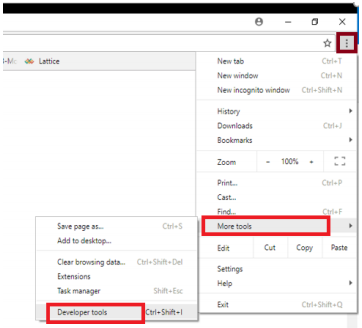 Lattice
New tab Ctrl+T
New window Ctrl+N
New incognito window Ctrl+Shift+N
History
Downloads Ctrl+J
Bookmarks
Zoom - 100% +
Print... Ctrl+P
Cast...
Find... Ctrl+F
More tools
Edit Cut Copy Paste
Settings
Help
Exit Ctrl+Shift+Q
Save page as... Ctrl+S
Add to desktop...
Clear browsing data... Ctrl+Shift+Del
Extensions
Task manager Shift+Esc
Developer tools Ctrl+Shift+I